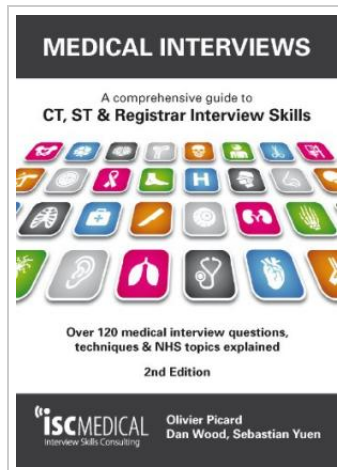 MEDICAL INTERVIEWS
A comprehensive guide to
CT, ST & Registrar Interview Skills
H
Over 120 medical interview questions,
techniques & NHS topics explained
2nd Edition
iSCMEDICAL
Interview Skills Consulting
Olivier Picard
Dan Wood, Sebastian Yuen